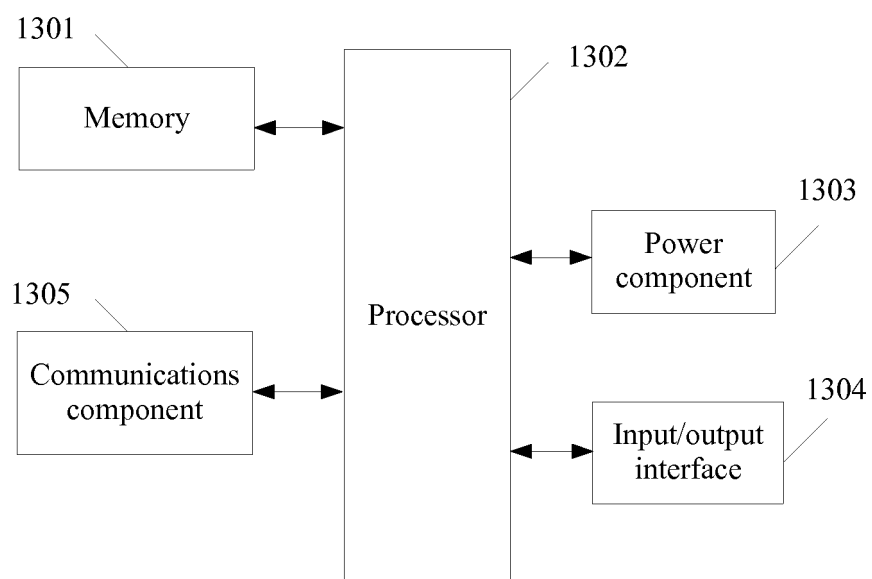 1301
Memory
1302
Processor
1303
Power
component
1305
Communications
component
1304
Input/output
interface